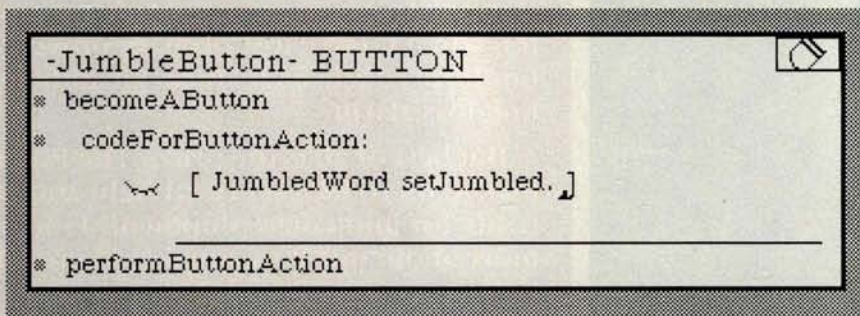 -JumbleButton- BUTTON
becomeAButton
codeForButtonAction:
[ JumbledWord setJumbled. ]
performButtonAction